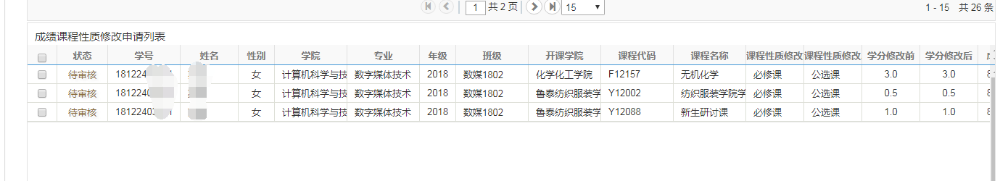 1 共 2 页 15 1 - 15 共 26 条
成绩课程性质修改申请列表
状态 学号 姓名 性别 学院 专业 年级 班级 开课学院 课程代码 课程名称 课程性质修改 课程性质修改 学分修改前 学分修改后
待审核 181224 女 计算机科学与技 数字媒体技术 2018 数媒1802 化学化工学院 F12157 无机化学 必修课 公选课 3.0 3.0 8
待审核 1812240 女 计算机科学与技 数字媒体技术 2018 数媒1802 鲁泰纺织服装学 Y12002 纺织服装学院学 必修课 公选课 0.5 0.5 8
待审核 1812240 女 计算机科学与技 数字媒体技术 2018 数媒1802 鲁泰纺织服装学 Y12088 新生研讨课 必修课 公选课 1.0 1.0 8